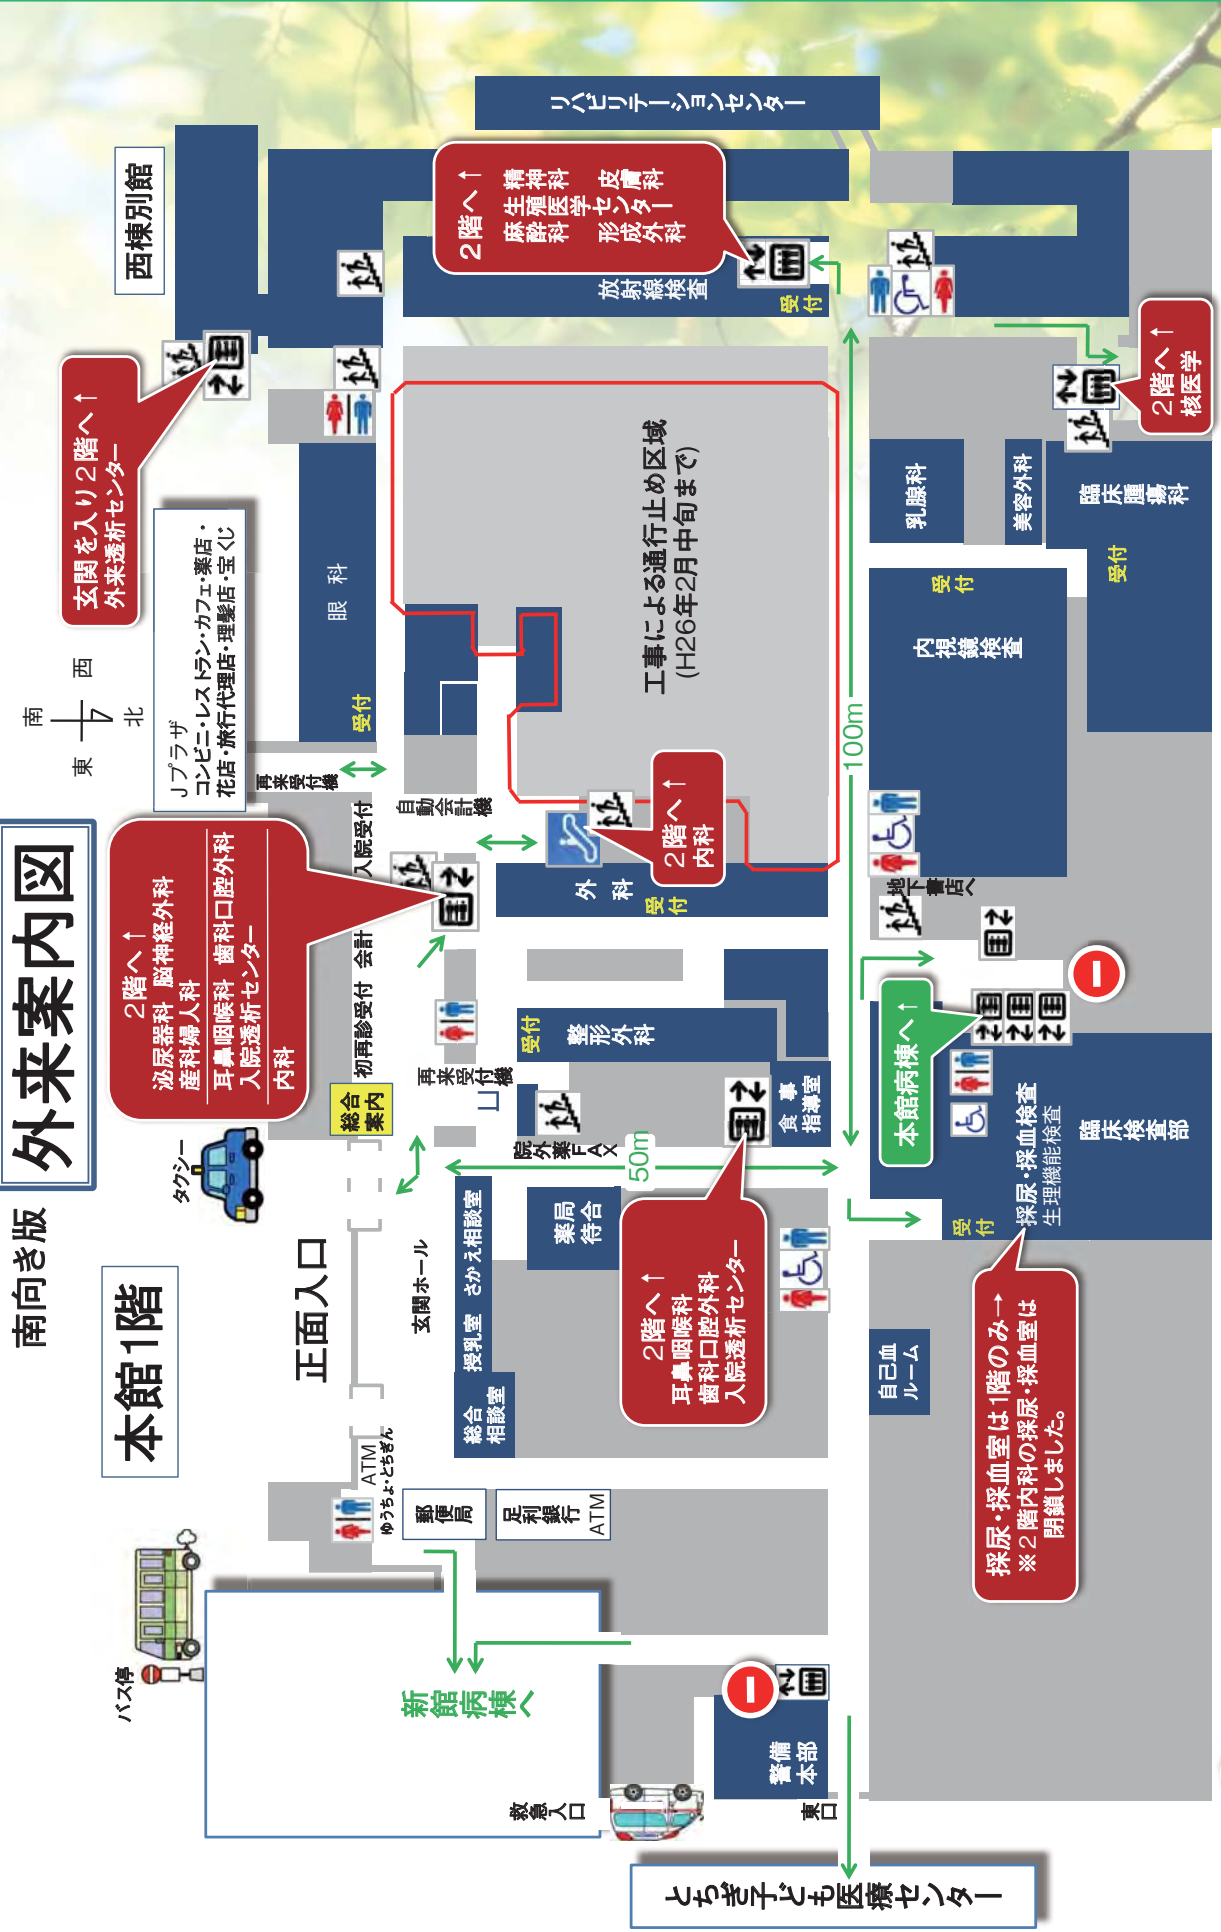 外来案内図
南向き版
本館1階
南
東
西
北
西棟別館
玄関を入り2階へ↑
外来透析センター
Jプラザ
コンビニ・レストラン・カフェ・薬店・
花店・旅行代理店・理髪店・宝くじ
2階へ↑
泌尿器科 脳神経外科
産科婦人科
耳鼻咽喉科 歯科口腔外科
入院透析センター
内科
タクシー
バス停
正面入口
総合
案内
初再診受付 会計 入院受付
再来受付機
眼科
受付
自動会計機
再来受付機
玄関ホール
ATM
ゆうちょ・とちぎん
郵便局
足利銀行
ATM
総合
相談室
授乳室 さかえ相談室
薬局
待合
院外薬FAX
50m
受付
整形外科
食事
指導室
外科
受付
2階へ↑
内科
工事による通行止め区域
(H26年2月中旬まで)
2階へ↑
精神科 皮膚科
生殖医学センター
麻酔科 形成外科
放射線検査
受付
リハビリテーションセンター
2階へ↑
耳鼻咽喉科
歯科口腔外科
入院透析センター
100m
新館病棟へ
救急入口
警備
本部
東口
とちぎ子ども医療センター
自己血
ルーム
採尿・採血室は1階のみ→
※2階内科の採尿・採血室は
閉鎖しました。
受付
採尿・採血検査
生理機能検査
臨床検査部
本館病棟へ↑
地下書店へ
内視鏡検査
受付
乳腺科
美容外科
臨床腫瘍科
受付
2階へ↑
核医学